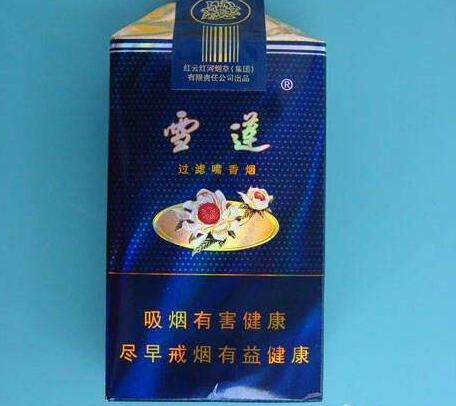 红云红河烟草(集团)
有限责任公司出品
®
雪莲
过滤嘴香烟
吸烟有害健康
尽早戒烟有益健康